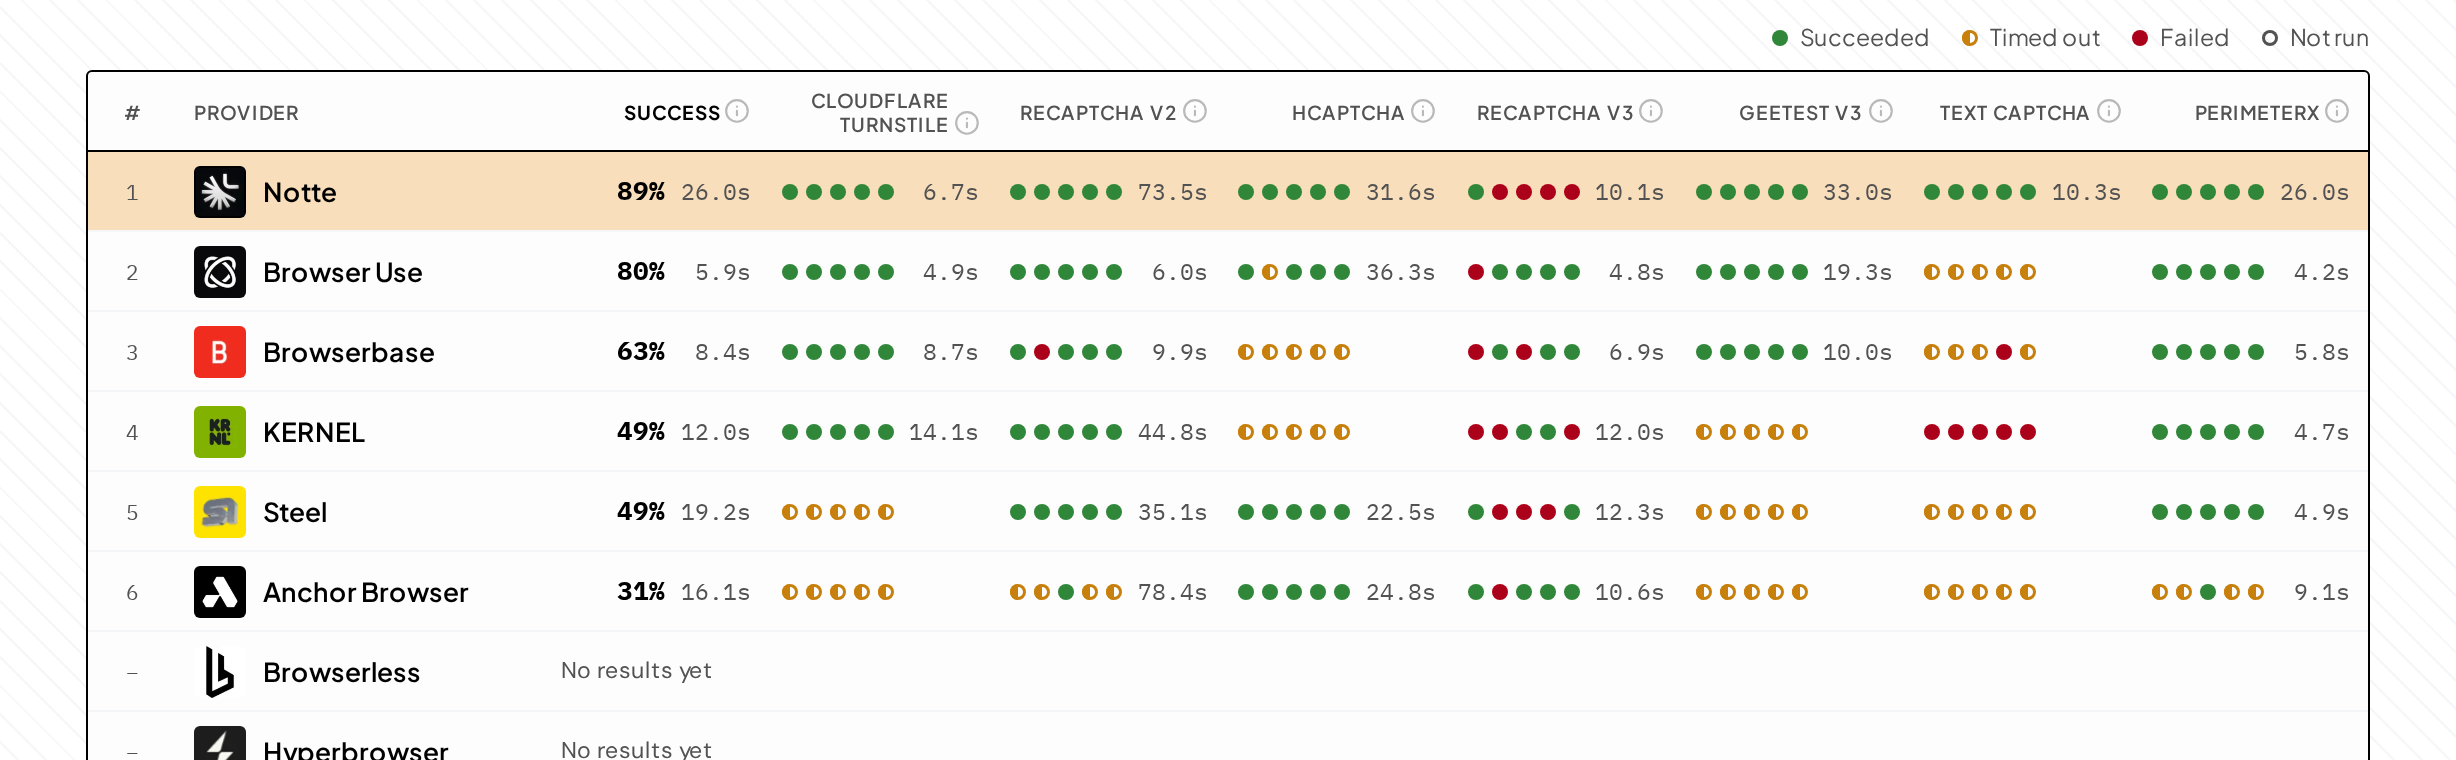 Succeeded Timed out Failed Not run
# PROVIDER SUCCESS CLOUDFLARE TURNSTILE RECAPTCHA V2 HCAPTCHA RECAPTCHA V3 GEETEST V3 TEXT CAPTCHA PERIMETERX
1 Notte 89% 26.0s 6.7s 73.5s 31.6s 10.1s 33.0s 10.3s 26.0s
2 Browser Use 80% 5.9s 4.9s 6.0s 36.3s 4.8s 19.3s 4.2s
3 B Browserbase 63% 8.4s 8.7s 9.9s 6.9s 10.0s 5.8s
4 KR NL KERNEL 49% 12.0s 14.1s 44.8s 12.0s 4.7s
5 Steel 49% 19.2s 35.1s 22.5s 12.3s 4.9s
6 Anchor Browser 31% 16.1s 78.4s 24.8s 10.6s 9.1s
– Browserless No results yet
– Hyperbrowser No results yet